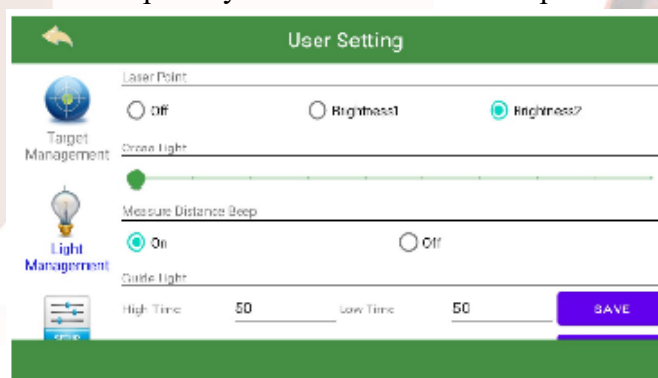 User Setting
Laser Point
Off
Brightness1
Brightness2
Target
Management
Cross Light
Measure Distance Beep
On
Off
Light
Management
Guide Light
High Time
50
Low Time
50
SAVE